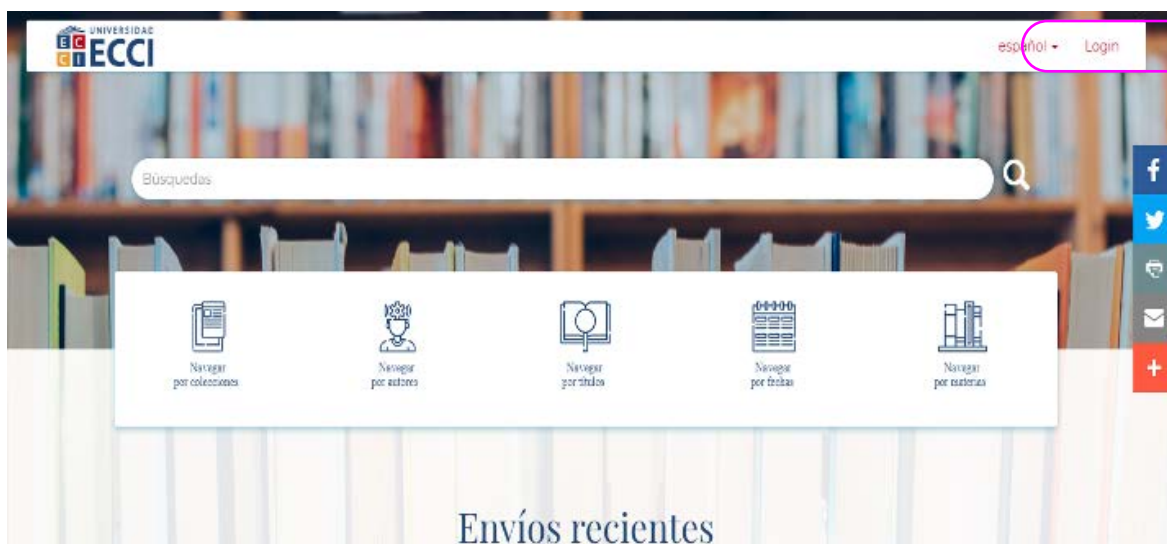 UNIVERSIDAD
E C C I ECCI
español Login
Búsquedas
Navegar
por colecciones
Navegar
por autores
Navegar
por títulos
Navegar
por fechas
Navegar
por materias
Envíos recientes